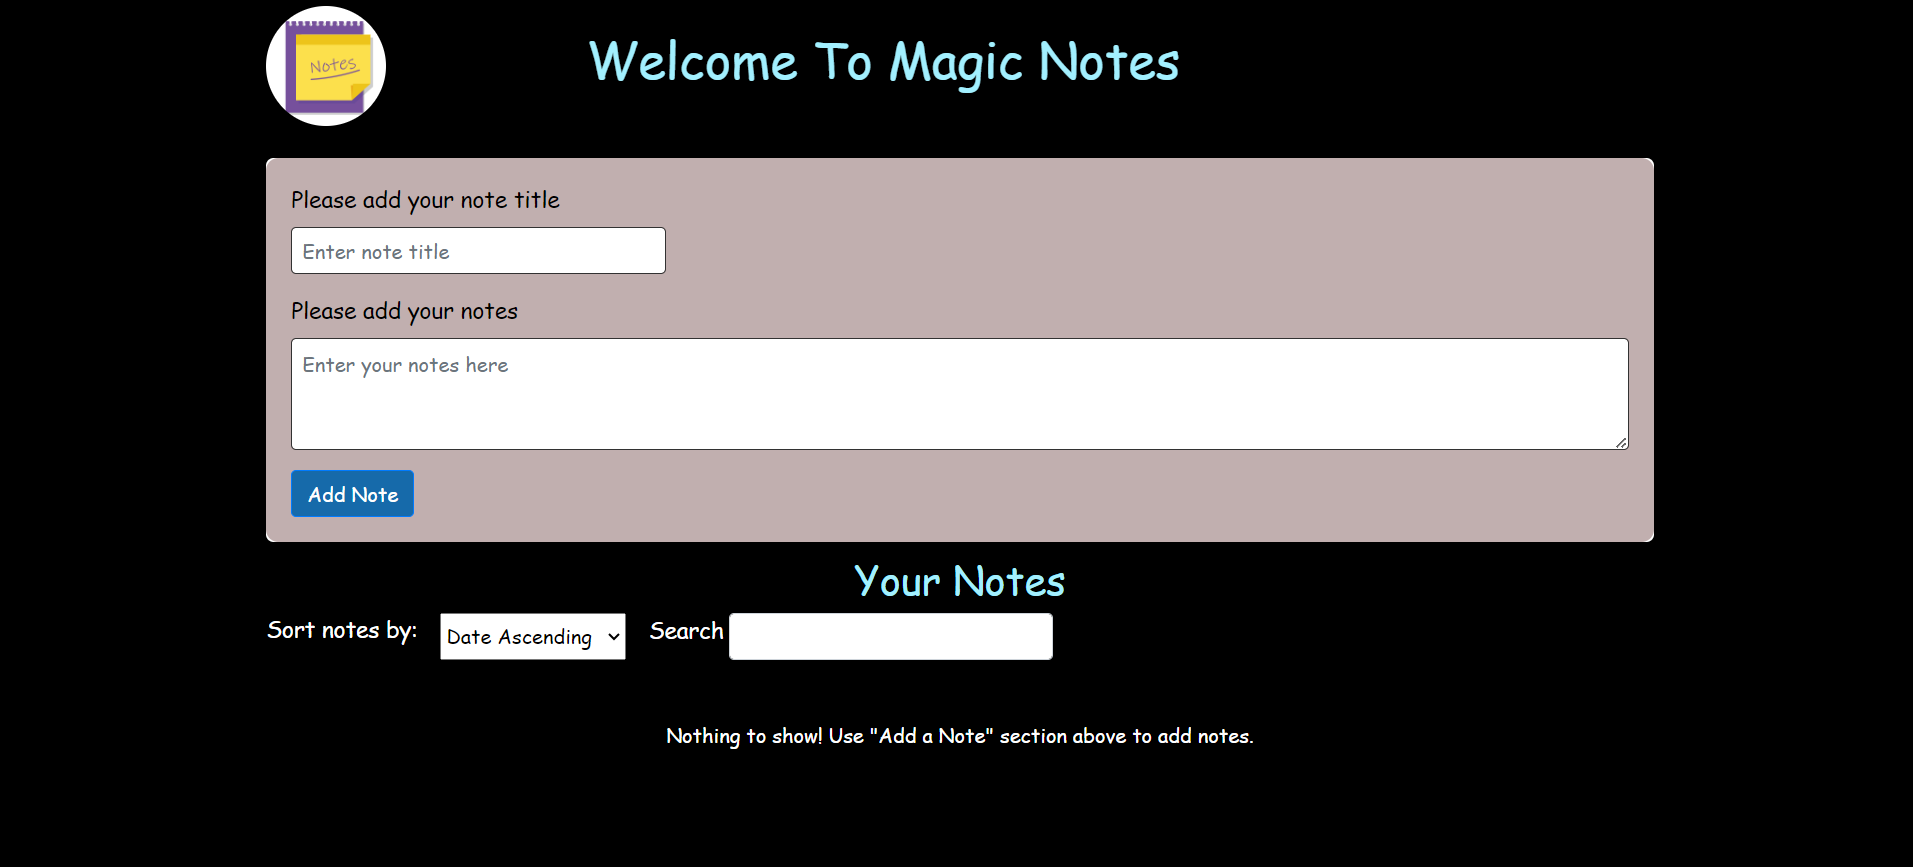 Notes
Welcome To Magic Notes
Please add your note title
Enter note title
Please add your notes
Enter your notes here
Add Note
Your Notes
Sort notes by: Date Ascending Search
Nothing to show! Use "Add a Note" section above to add notes.